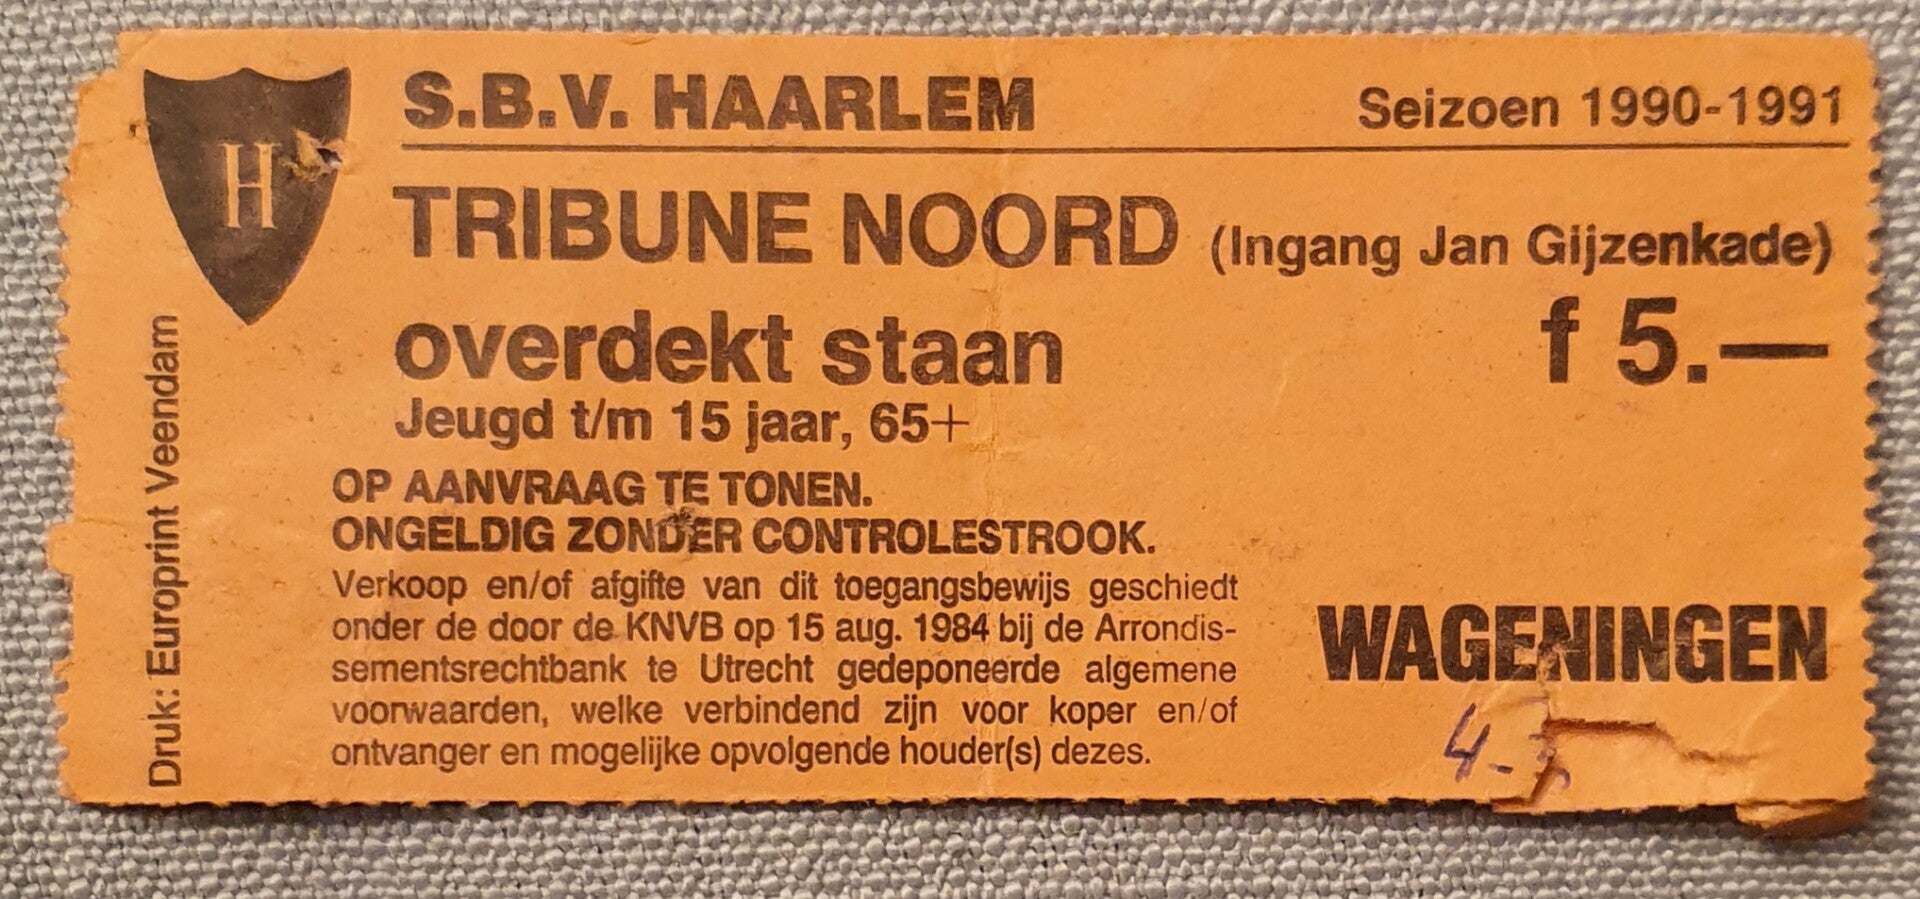 H
S.B.V. HAARLEM
Seizoen 1990-1991
TRIBUNE NOORD (Ingang Jan Gijzenkade)
overdekt staan
f 5.—
Jeugd t/m 15 jaar, 65+
OP AANVRAAG TE TONEN.
ONGELDIG ZONDER CONTROLESTROOK.
Verkoop en/of afgifte van dit toegangsbewijs geschiedt
onder de door de KNVB op 15 aug. 1984 bij de Arrondis-
sementsrechtbank te Utrecht gedeponeerde algemene
voorwaarden, welke verbindend zijn voor koper en/of
ontvanger en mogelijke opvolgende houder(s) dezes.
WAGENINGEN
4-
Druk: Europrint Veendam